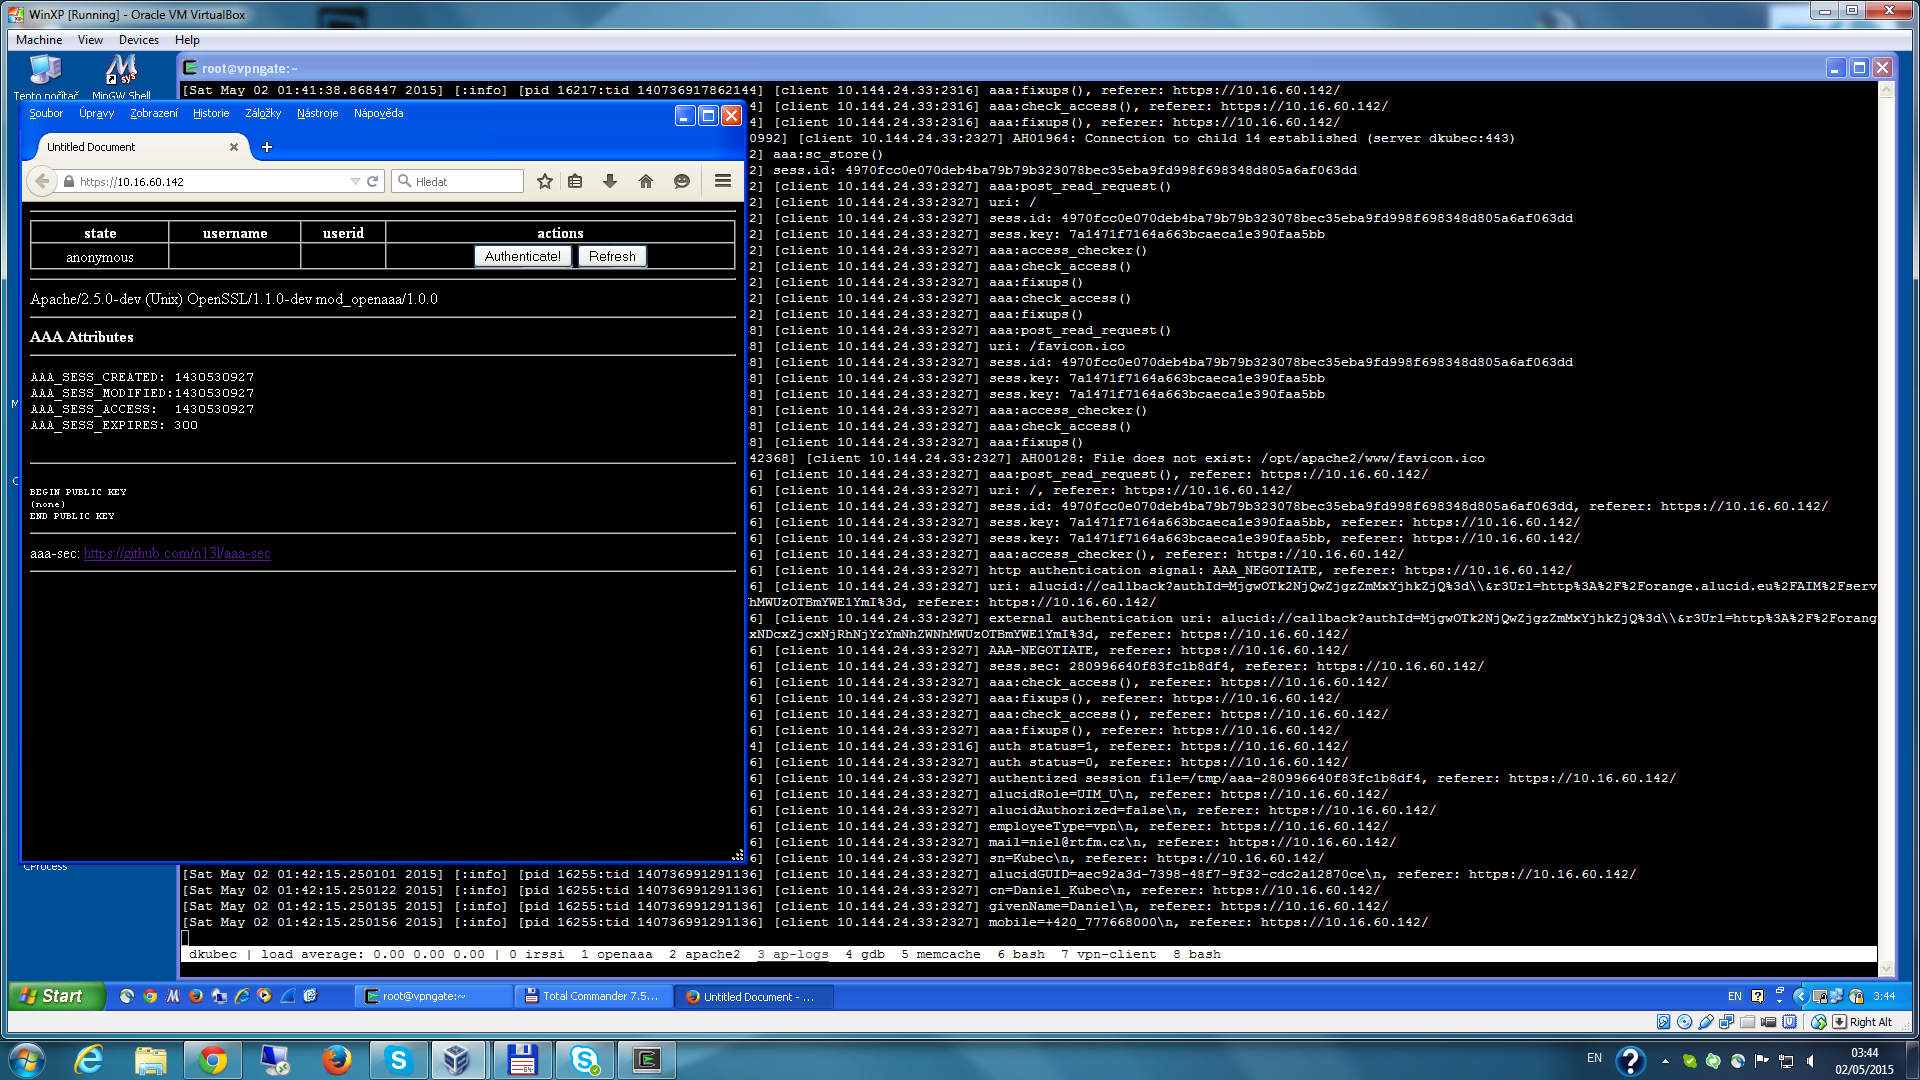 WinXP [Running] - Oracle VM VirtualBox
Machine View Devices Help
Tento počítač
MinGW Shell
root@vpngate:~
[Sat May 02 01:41:38.868447 2015] [:info] [pid 16217:tid 140736917862144] [client 10.144.24.33:2316] aaa:fixups(), referer: https://10.16.60.142/
4] [client 10.144.24.33:2316] aaa:check_access(), referer: https://10.16.60.142/
4] [client 10.144.24.33:2316] aaa:fixups(), referer: https://10.16.60.142/
0992] [client 10.144.24.33:2327] AH01964: Connection to child 14 established (server dkubec:443)
2] aaa:sc_store()
2] sess.id: 4970fcc0e070deb4ba79b79b323078bec35eba9fd998f698348d805a6af063dd
2] [client 10.144.24.33:2327] aaa:post_read_request()
2] [client 10.144.24.33:2327] uri: /
2] [client 10.144.24.33:2327] sess.id: 4970fcc0e070deb4ba79b79b323078bec35eba9fd998f698348d805a6af063dd
2] [client 10.144.24.33:2327] sess.key: 7a1471f7164a663bcaeca1e390faa5bb
2] [client 10.144.24.33:2327] aaa:access_checker()
2] [client 10.144.24.33:2327] aaa:check_access()
2] [client 10.144.24.33:2327] aaa:fixups()
2] [client 10.144.24.33:2327] aaa:check_access()
2] [client 10.144.24.33:2327] aaa:fixups()
8] [client 10.144.24.33:2327] aaa:post_read_request()
8] [client 10.144.24.33:2327] uri: /favicon.ico
8] [client 10.144.24.33:2327] sess.id: 4970fcc0e070deb4ba79b79b323078bec35eba9fd998f698348d805a6af063dd
8] [client 10.144.24.33:2327] sess.key: 7a1471f7164a663bcaeca1e390faa5bb
8] [client 10.144.24.33:2327] sess.key: 7a1471f7164a663bcaeca1e390faa5bb
8] [client 10.144.24.33:2327] aaa:access_checker()
8] [client 10.144.24.33:2327] aaa:check_access()
8] [client 10.144.24.33:2327] aaa:fixups()
42368] [client 10.144.24.33:2327] AH00128: File does not exist: /opt/apache2/www/favicon.ico
6] [client 10.144.24.33:2327] aaa:post_read_request(), referer: https://10.16.60.142/
6] [client 10.144.24.33:2327] uri: /, referer: https://10.16.60.142/
6] [client 10.144.24.33:2327] sess.id: 4970fcc0e070deb4ba79b79b323078bec35eba9fd998f698348d805a6af063dd, referer: https://10.16.60.142/
6] [client 10.144.24.33:2327] sess.key: 7a1471f7164a663bcaeca1e390faa5bb, referer: https://10.16.60.142/
6] [client 10.144.24.33:2327] sess.key: 7a1471f7164a663bcaeca1e390faa5bb, referer: https://10.16.60.142/
6] [client 10.144.24.33:2327] aaa:access_checker(), referer: https://10.16.60.142/
6] [client 10.144.24.33:2327] http authentication signal: AAA_NEGOTIATE, referer: https://10.16.60.142/
6] [client 10.144.24.33:2327] uri: alucid://callback?authId=MjgwOTk2NjQwZjgzZmMxYjhkZjQ%3d\\&r3Url=http%3A%2F%2Forange.alucid.eu%2FAIM%2Fserv
hMWUzOTBmYWE1YmI%3d, referer: https://10.16.60.142/
6] [client 10.144.24.33:2327] external authentication uri: alucid://callback?authId=MjgwOTk2NjQwZjgzZmMxYjhkZjQ%3d\\&r3Url=http%3A%2F%2Forang
xNDcxZjcxNjRhNjYzYmNhZWNhMWUzOTBmYWE1YmI%3d, referer: https://10.16.60.142/
6] [client 10.144.24.33:2327] AAA-NEGOTIATE, referer: https://10.16.60.142/
6] [client 10.144.24.33:2327] sess.sec: 280996640f83fc1b8df4, referer: https://10.16.60.142/
6] [client 10.144.24.33:2327] aaa:check_access(), referer: https://10.16.60.142/
6] [client 10.144.24.33:2327] aaa:fixups(), referer: https://10.16.60.142/
6] [client 10.144.24.33:2327] aaa:check_access(), referer: https://10.16.60.142/
6] [client 10.144.24.33:2327] aaa:fixups(), referer: https://10.16.60.142/
4] [client 10.144.24.33:2316] auth status=1, referer: https://10.16.60.142/
6] [client 10.144.24.33:2327] auth status=0, referer: https://10.16.60.142/
6] [client 10.144.24.33:2327] authentized session file=/tmp/aaa-280996640f83fc1b8df4, referer: https://10.16.60.142/
6] [client 10.144.24.33:2327] alucidRole=UIM_U\n, referer: https://10.16.60.142/
6] [client 10.144.24.33:2327] alucidAuthorized=false\n, referer: https://10.16.60.142/
6] [client 10.144.24.33:2327] employeeType=vpn\n, referer: https://10.16.60.142/
6] [client 10.144.24.33:2327] mail=niel@rtfm.cz\n, referer: https://10.16.60.142/
6] [client 10.144.24.33:2327] sn=Kubec\n, referer: https://10.16.60.142/
[Sat May 02 01:42:15.250101 2015] [:info] [pid 16255:tid 140736991291136] [client 10.144.24.33:2327] alucidGUID=aec92a3d-7398-48f7-9f32-cdc2a12870ce\n, referer: https://10.16.60.142/
[Sat May 02 01:42:15.250122 2015] [:info] [pid 16255:tid 140736991291136] [client 10.144.24.33:2327] cn=Daniel_Kubec\n, referer: https://10.16.60.142/
[Sat May 02 01:42:15.250135 2015] [:info] [pid 16255:tid 140736991291136] [client 10.144.24.33:2327] givenName=Daniel\n, referer: https://10.16.60.142/
[Sat May 02 01:42:15.250156 2015] [:info] [pid 16255:tid 140736991291136] [client 10.144.24.33:2327] mobile=+420_777668000\n, referer: https://10.16.60.142/
dkubec | load average: 0.00 0.00 0.00 | 0 irssi 1 openaaa 2 apache2 3 ap-logs 4 gdb 5 memcache 6 bash 7 vpn-client 8 bash
Soubor Úpravy Zobrazení Historie Záložky Nástroje Nápověda
Untitled Document
https://10.16.60.142
Hledat
state username userid actions
anonymous Authenticate! Refresh
Apache/2.5.0-dev (Unix) OpenSSL/1.1.0-dev mod_openaaa/1.0.0
AAA Attributes
AAA_SESS_CREATED: 1430530927
AAA_SESS_MODIFIED:1430530927
AAA_SESS_ACCESS: 1430530927
AAA_SESS_EXPIRES: 300
BEGIN PUBLIC KEY
(none)
END PUBLIC KEY
aaa-sec: https://github.com/n13l/aaa-sec
Start
root@vpngate:~
Total Commander 7.5...
Untitled Document - ...
EN
3:44
Right Alt
EN
03:44
02/05/2015